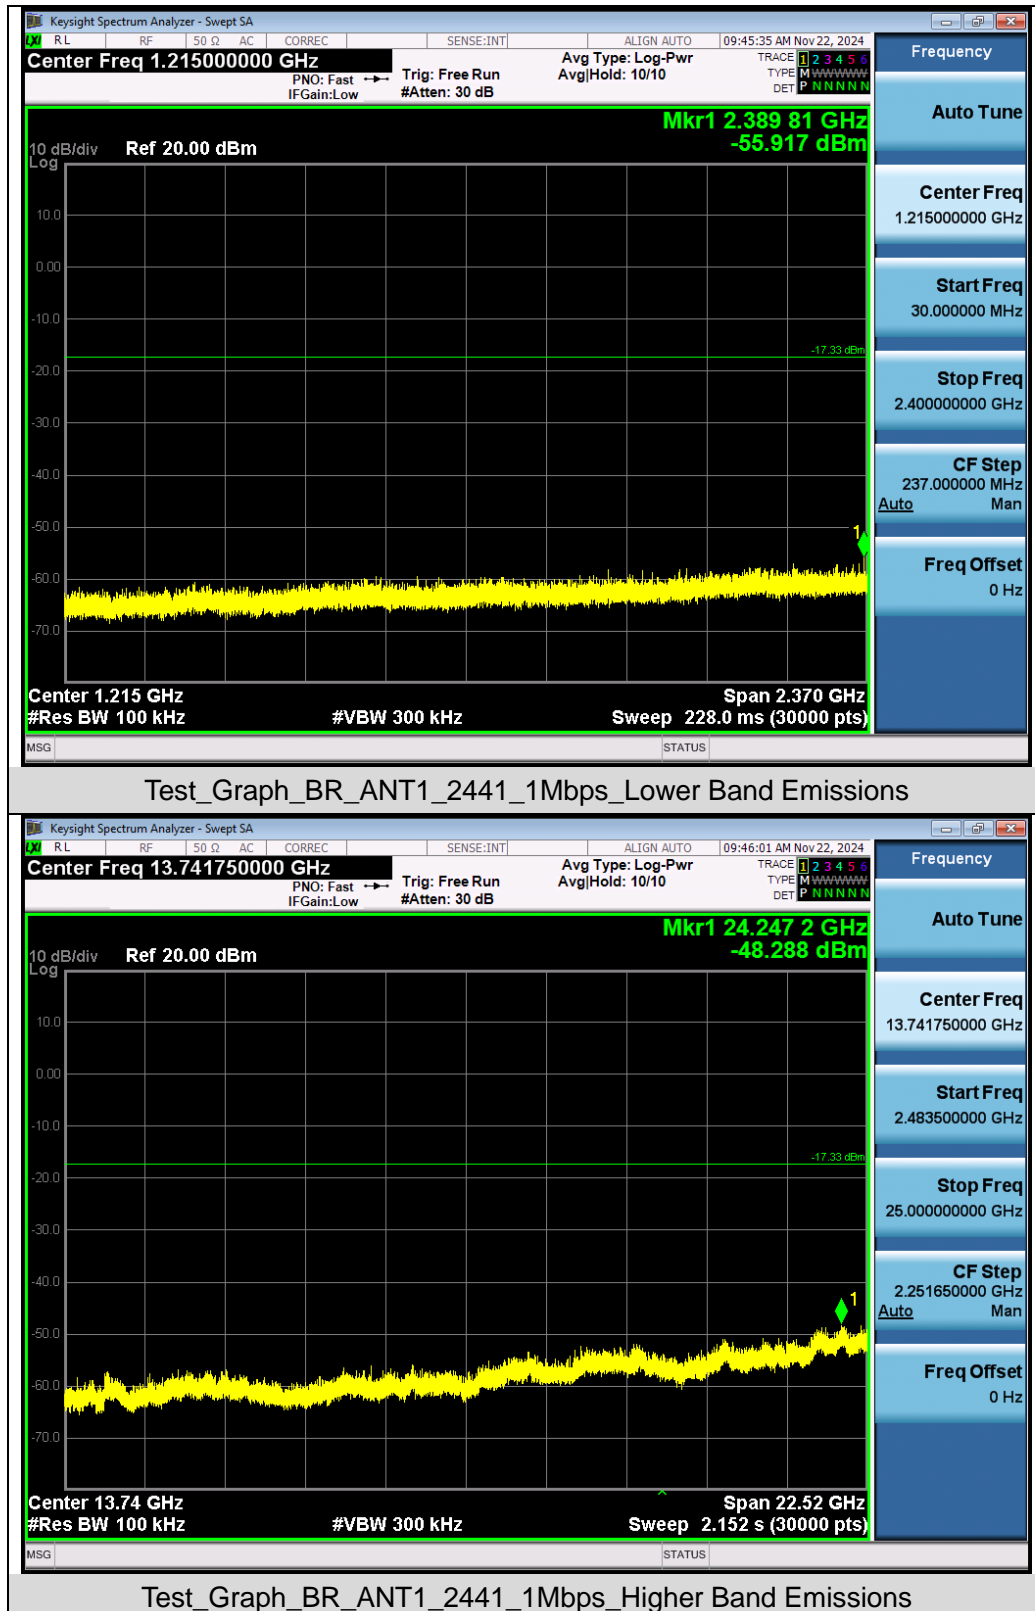 Keysight Spectrum Analyzer - Swept SA
LXI RL RF 50 Ω AC CORREC SENSE:INT ALIGN AUTO 09:45:35 AM Nov 22, 2024
Center Freq 1.215000000 GHz
PNO: Fast
IFGain:Low
Trig: Free Run
#Atten: 30 dB
Avg Type: Log-Pwr
Avg|Hold: 10/10
TRACE 1 2 3 4 5 6
TYPE M W W W W W
DET P N N N N N
Frequency
Mkr1 2.389 81 GHz
-55.917 dBm
10 dB/div Ref 20.00 dBm
Log
10.0
0.00
-10.0
-17.33 dBm
-20.0
-30.0
-40.0
-50.0
1
-60.0
-70.0
Center 1.215 GHz Span 2.370 GHz
#Res BW 100 kHz #VBW 300 kHz Sweep 228.0 ms (30000 pts)
MSG STATUS
Auto Tune
Center Freq
1.215000000 GHz
Start Freq
30.000000 MHz
Stop Freq
2.400000000 GHz
CF Step
237.000000 MHz
Auto Man
Freq Offset
0 Hz
Test_Graph_BR_ANT1_2441_1Mbps_Lower Band Emissions
Keysight Spectrum Analyzer - Swept SA
LXI RL RF 50 Ω AC CORREC SENSE:INT ALIGN AUTO 09:46:01 AM Nov 22, 2024
Center Freq 13.741750000 GHz
PNO: Fast
IFGain:Low
Trig: Free Run
#Atten: 30 dB
Avg Type: Log-Pwr
Avg|Hold: 10/10
TRACE 1 2 3 4 5 6
TYPE M W W W W W
DET P N N N N N
Frequency
Mkr1 24.247 2 GHz
-48.288 dBm
10 dB/div Ref 20.00 dBm
Log
10.0
0.00
-10.0
-17.33 dBm
-20.0
-30.0
-40.0
1
-50.0
-60.0
-70.0
Center 13.74 GHz Span 22.52 GHz
#Res BW 100 kHz #VBW 300 kHz Sweep 2.152 s (30000 pts)
MSG STATUS
Auto Tune
Center Freq
13.741750000 GHz
Start Freq
2.483500000 GHz
Stop Freq
25.000000000 GHz
CF Step
2.251650000 GHz
Auto Man
Freq Offset
0 Hz
Test_Graph_BR_ANT1_2441_1Mbps_Higher Band Emissions